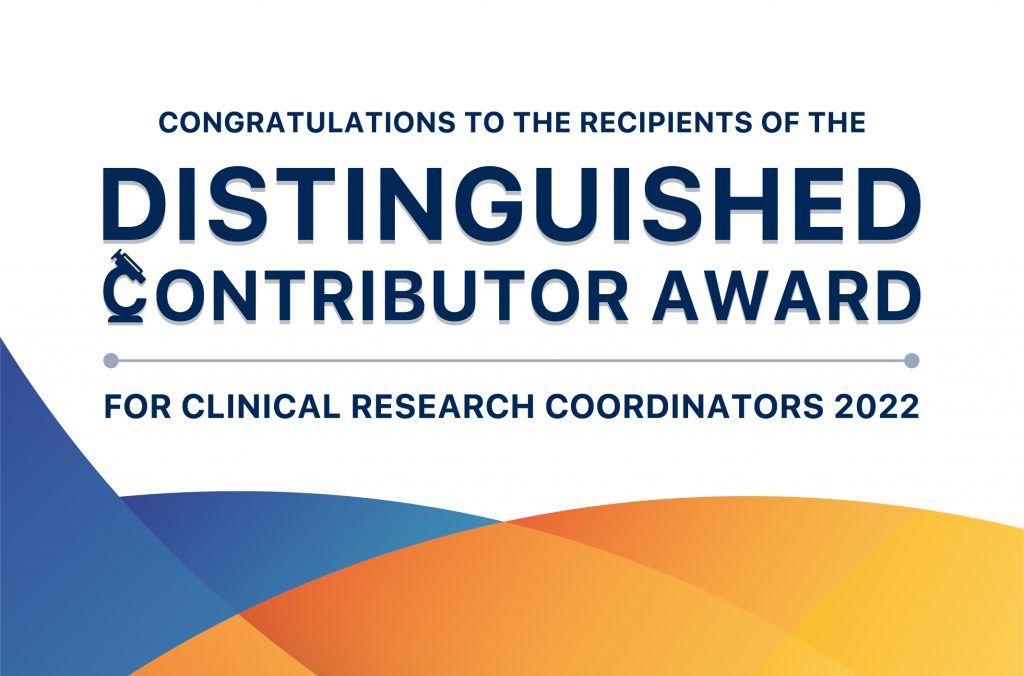 CONGRATULATIONS TO THE RECIPIENTS OF THE
DISTINGUISHED
CONTRIBUTOR AWARD
FOR CLINICAL RESEARCH COORDINATORS 2022